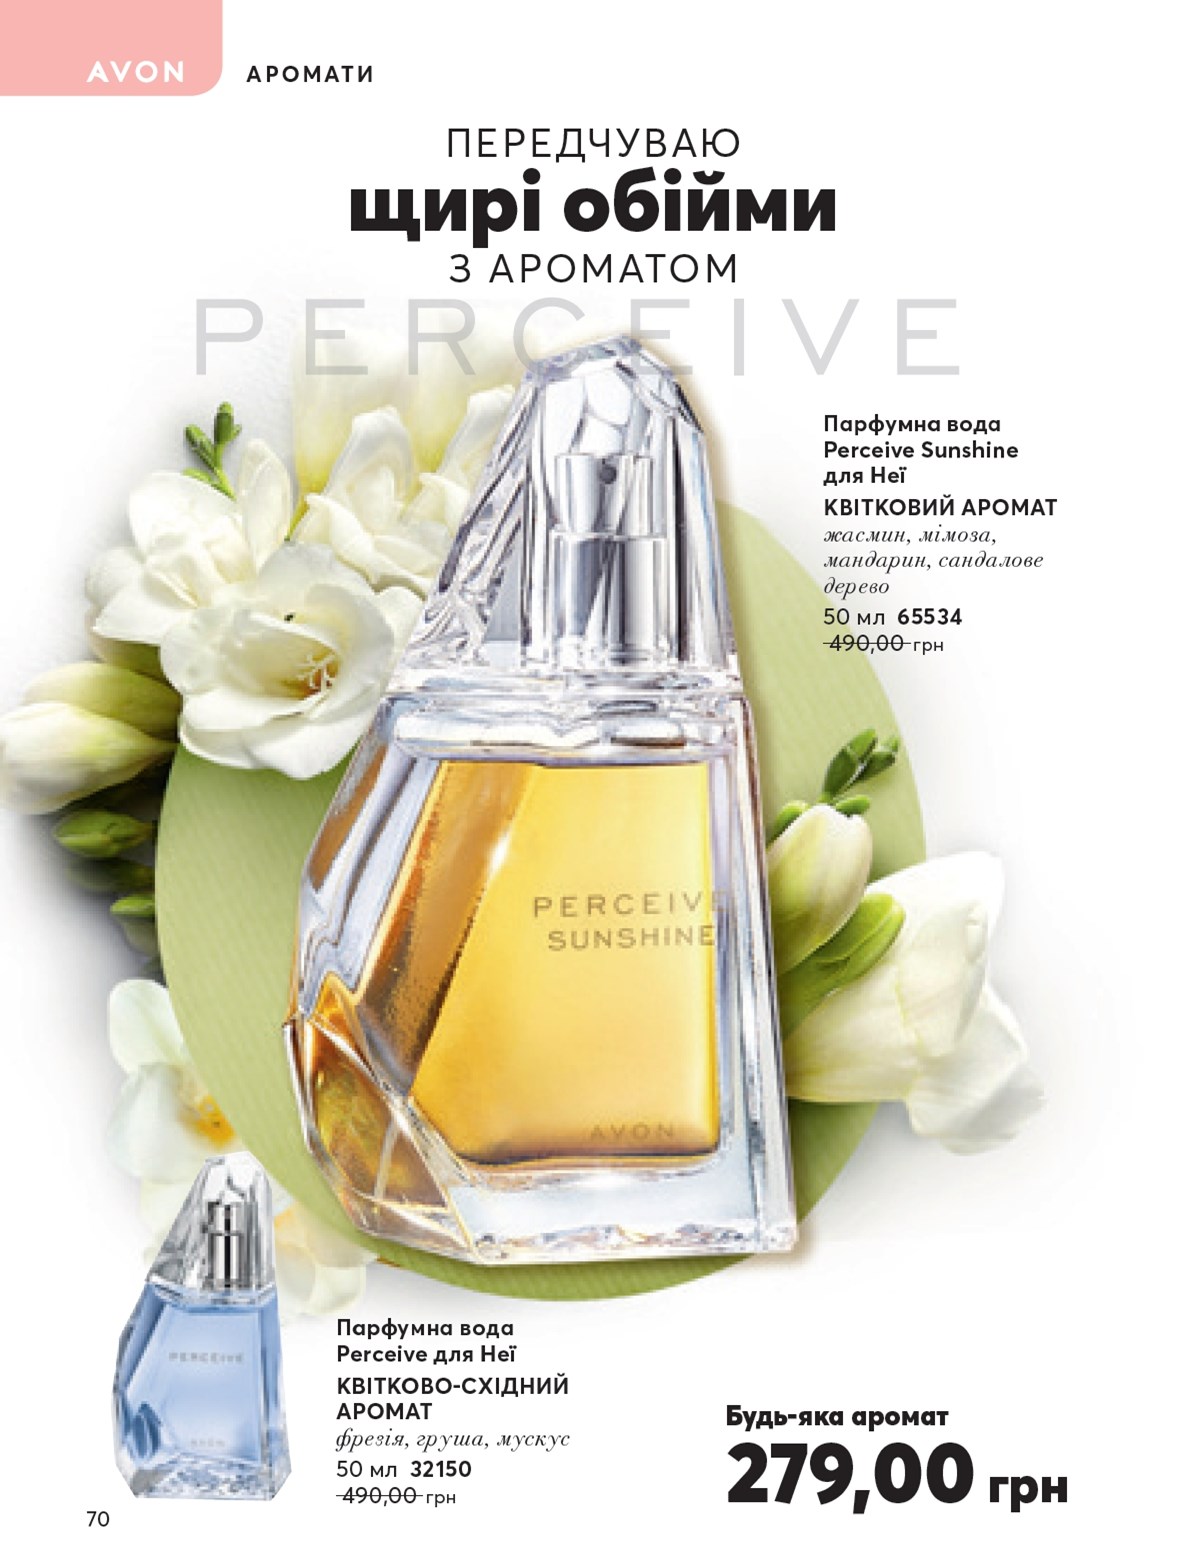 AVON
АРОМАТИ
ПЕРЕДЧУВАЮ
щирі обійми
З АРОМАТОМ
PERCEIVE
Парфумна вода
Perceive Sunshine
для Неї
КВІТКОВИЙ АРОМАТ
жасмин, мімоза,
мандарин, сандалове
дерево
50 мл 65534
490,00 грн
PERCEIVE
SUNSHINE
AVON
PERCEIVE
AVON
Парфумна вода
Perceive для Неї
КВІТКОВО-СХІДНИЙ
АРОМАТ
фрезія, груша, мускус
50 мл 32150
490,00 грн
Будь-яка аромат
279,00 грн
70